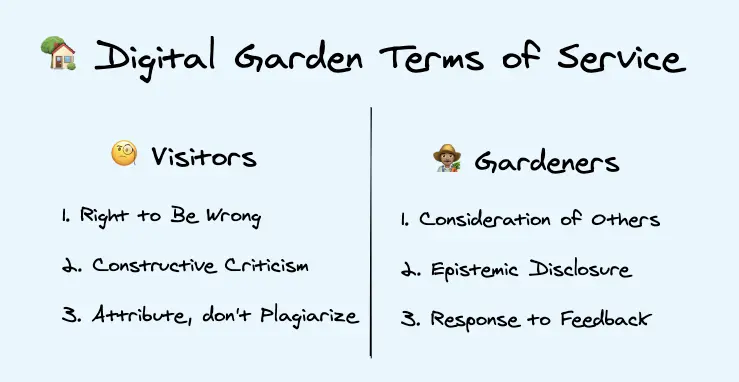 Digital Garden Terms of Service
Visitors
1. Right to Be Wrong
2. Constructive Criticism
3. Attribute, don't Plagiarize
Gardeners
1. Consideration of Others
2. Epistemic Disclosure
3. Response to Feedback